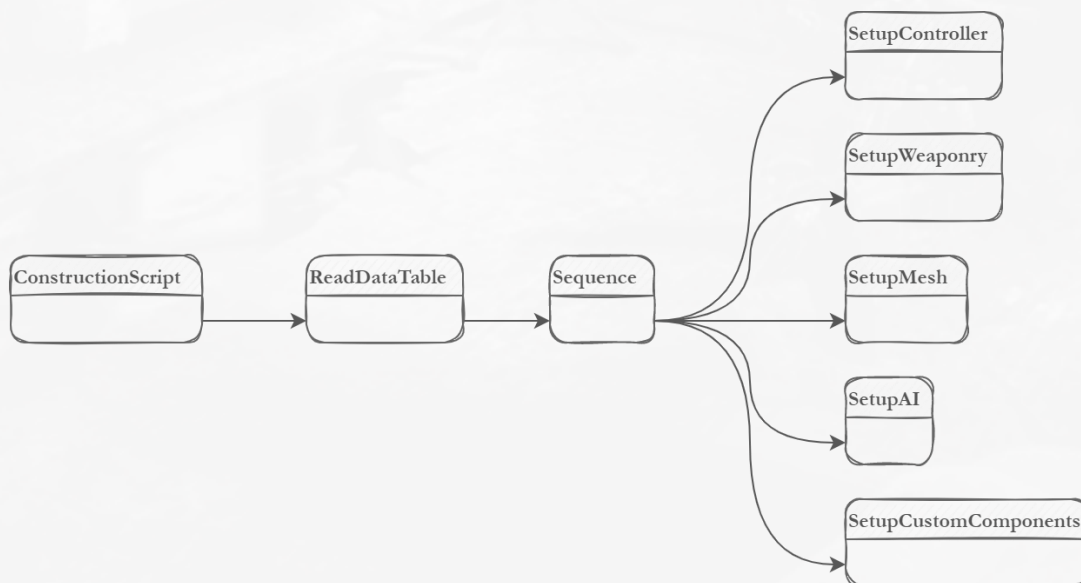 SetupController
SetupWeaponry
ConstructionScript
ReadDataTable
Sequence
SetupMesh
SetupAI
SetupCustomComponents